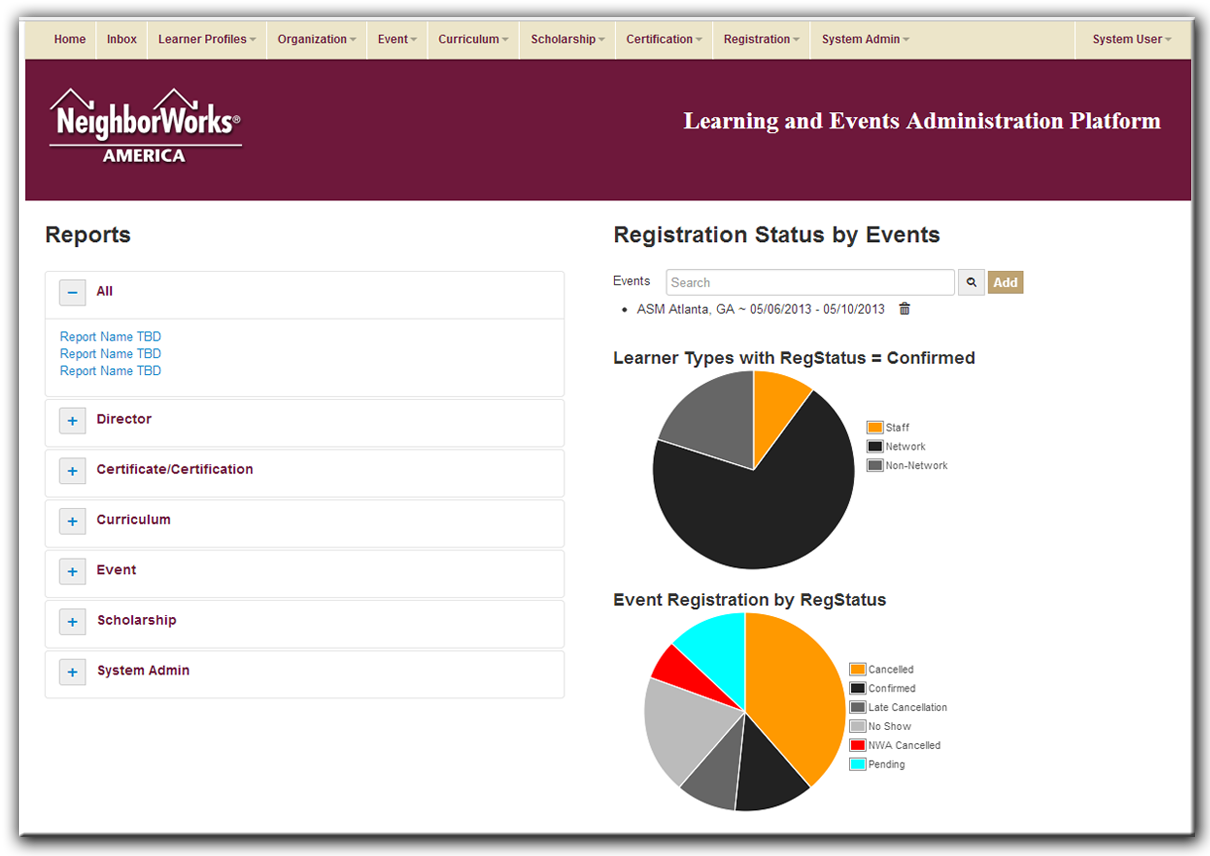 Home Inbox Learner Profiles Organization Event Curriculum Scholarship Certification Registration System Admin System User
NeighborWorks®
AMERICA
Learning and Events Administration Platform
Reports
All
Report Name TBD
Report Name TBD
Report Name TBD
Director
Certificate/Certification
Curriculum
Event
Scholarship
System Admin
Registration Status by Events
Events Search Add
• ASM Atlanta, GA ~ 05/06/2013 - 05/10/2013
Learner Types with RegStatus = Confirmed
Staff
Network
Non-Network
Event Registration by RegStatus
Cancelled
Confirmed
Late Cancellation
No Show
NWA Cancelled
Pending